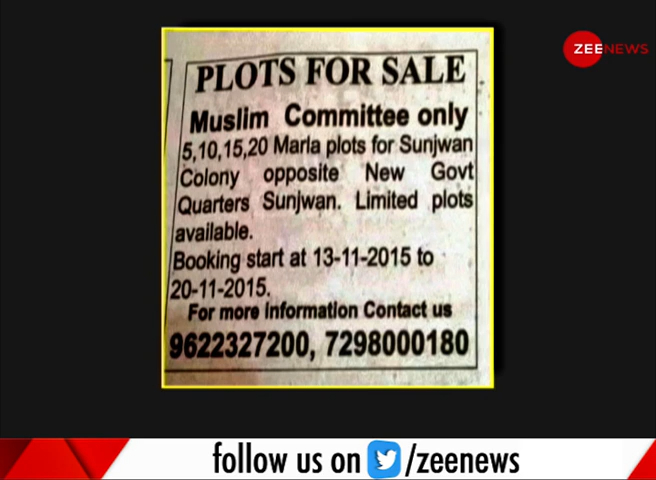 ZEE NEWS
PLOTS FOR SALE
Muslim Committee only
5,10,15,20 Marla plots for Sunjwan
Colony opposite New Govt
Quarters Sunjwan. Limited plots
available.
Booking start at 13-11-2015 to
20-11-2015.
For more information Contact us
9622327200, 7298000180
follow us on /zeenews